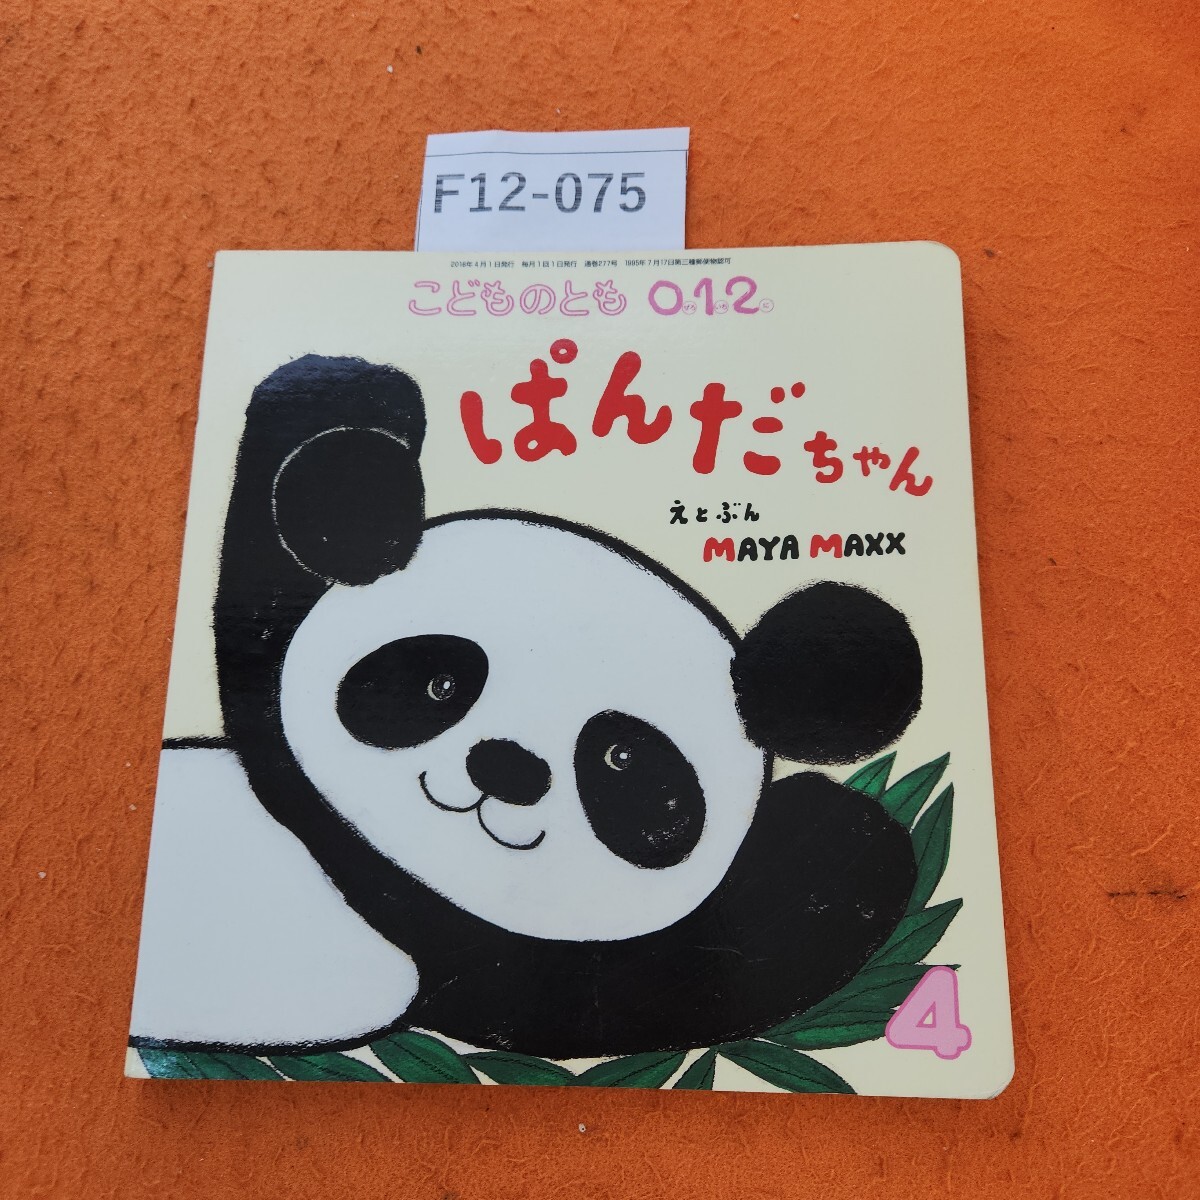 F12-075
2018年4月1日発行 毎月1回1日発行 通巻277号 1995年7月17日第三種郵便物認可
こどものとも 0.1.2.
ぱんだちゃん
えとぶん
MAYA MAXX
4